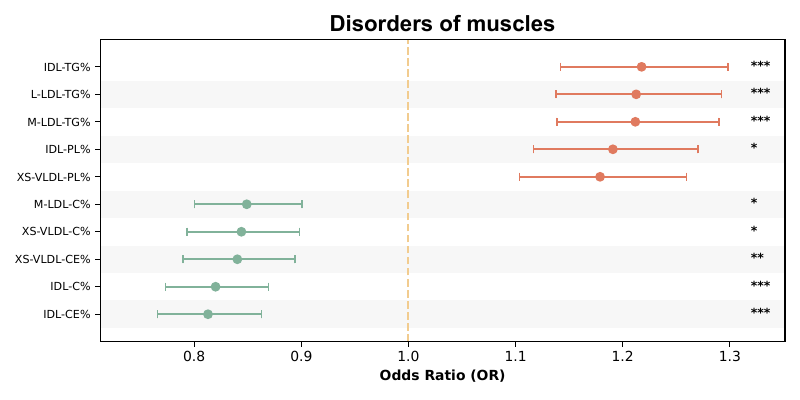 Disorders of muscles
IDL-TG% ***
L-LDL-TG% ***
M-LDL-TG% ***
IDL-PL% *
XS-VLDL-PL%
M-LDL-C% *
XS-VLDL-C% *
XS-VLDL-CE% **
IDL-C% ***
IDL-CE% ***
0.8 0.9 1.0 1.1 1.2 1.3
Odds Ratio (OR)